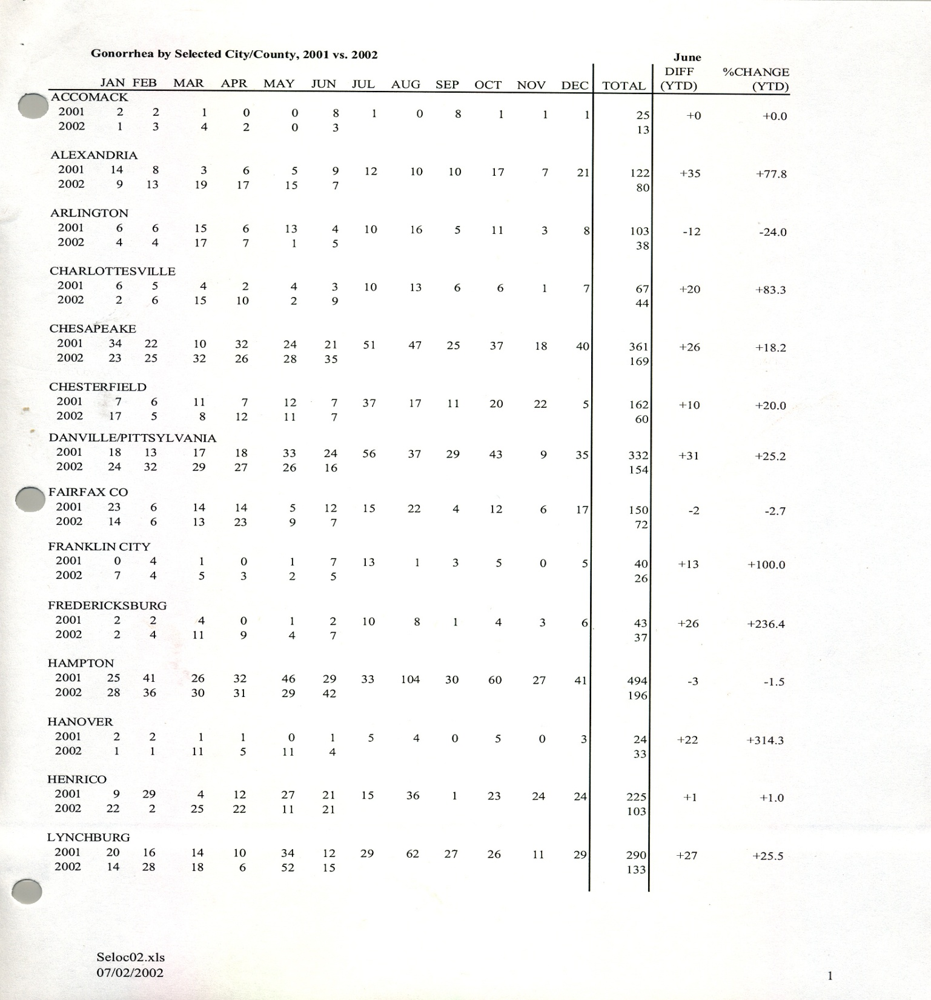 Gonorrhea by Selected City/County, 2001 vs. 2002
June
DIFF %CHANGE
JAN FEB MAR APR MAY JUN JUL AUG SEP OCT NOV DEC TOTAL (YTD) (YTD)
ACCOMACK
2001 2 2 1 0 0 8 1 0 8 1 1 1 25 +0 +0.0
2002 1 3 4 2 0 3 13
ALEXANDRIA
2001 14 8 3 6 5 9 12 10 10 17 7 21 122 +35 +77.8
2002 9 13 19 17 15 7 80
ARLINGTON
2001 6 6 15 6 13 4 10 16 5 11 3 8 103 -12 -24.0
2002 4 4 17 7 1 5 38
CHARLOTTESVILLE
2001 6 5 4 2 4 3 10 13 6 6 1 7 67 +20 +83.3
2002 2 6 15 10 2 9 44
CHESAPEAKE
2001 34 22 10 32 24 21 51 47 25 37 18 40 361 +26 +18.2
2002 23 25 32 26 28 35 169
CHESTERFIELD
2001 7 6 11 7 12 7 37 17 11 20 22 5 162 +10 +20.0
2002 17 5 8 12 11 7 60
DANVILLE/PITTSYLVANIA
2001 18 13 17 18 33 24 56 37 29 43 9 35 332 +31 +25.2
2002 24 32 29 27 26 16 154
FAIRFAX CO
2001 23 6 14 14 5 12 15 22 4 12 6 17 150 -2 -2.7
2002 14 6 13 23 9 7 72
FRANKLIN CITY
2001 0 4 1 0 1 7 13 1 3 5 0 5 40 +13 +100.0
2002 7 4 5 3 2 5 26
FREDERICKSBURG
2001 2 2 4 0 1 2 10 8 1 4 3 6 43 +26 +236.4
2002 2 4 11 9 4 7 37
HAMPTON
2001 25 41 26 32 46 29 33 104 30 60 27 41 494 -3 -1.5
2002 28 36 30 31 29 42 196
HANOVER
2001 2 2 1 1 0 1 5 4 0 5 0 3 24 +22 +314.3
2002 1 1 11 5 11 4 33
HENRICO
2001 9 29 4 12 27 21 15 36 1 23 24 24 225 +1 +1.0
2002 22 2 25 22 11 21 103
LYNCHBURG
2001 20 16 14 10 34 12 29 62 27 26 11 29 290 +27 +25.5
2002 14 28 18 6 52 15 133
Seloc02.xls
07/02/2002
1